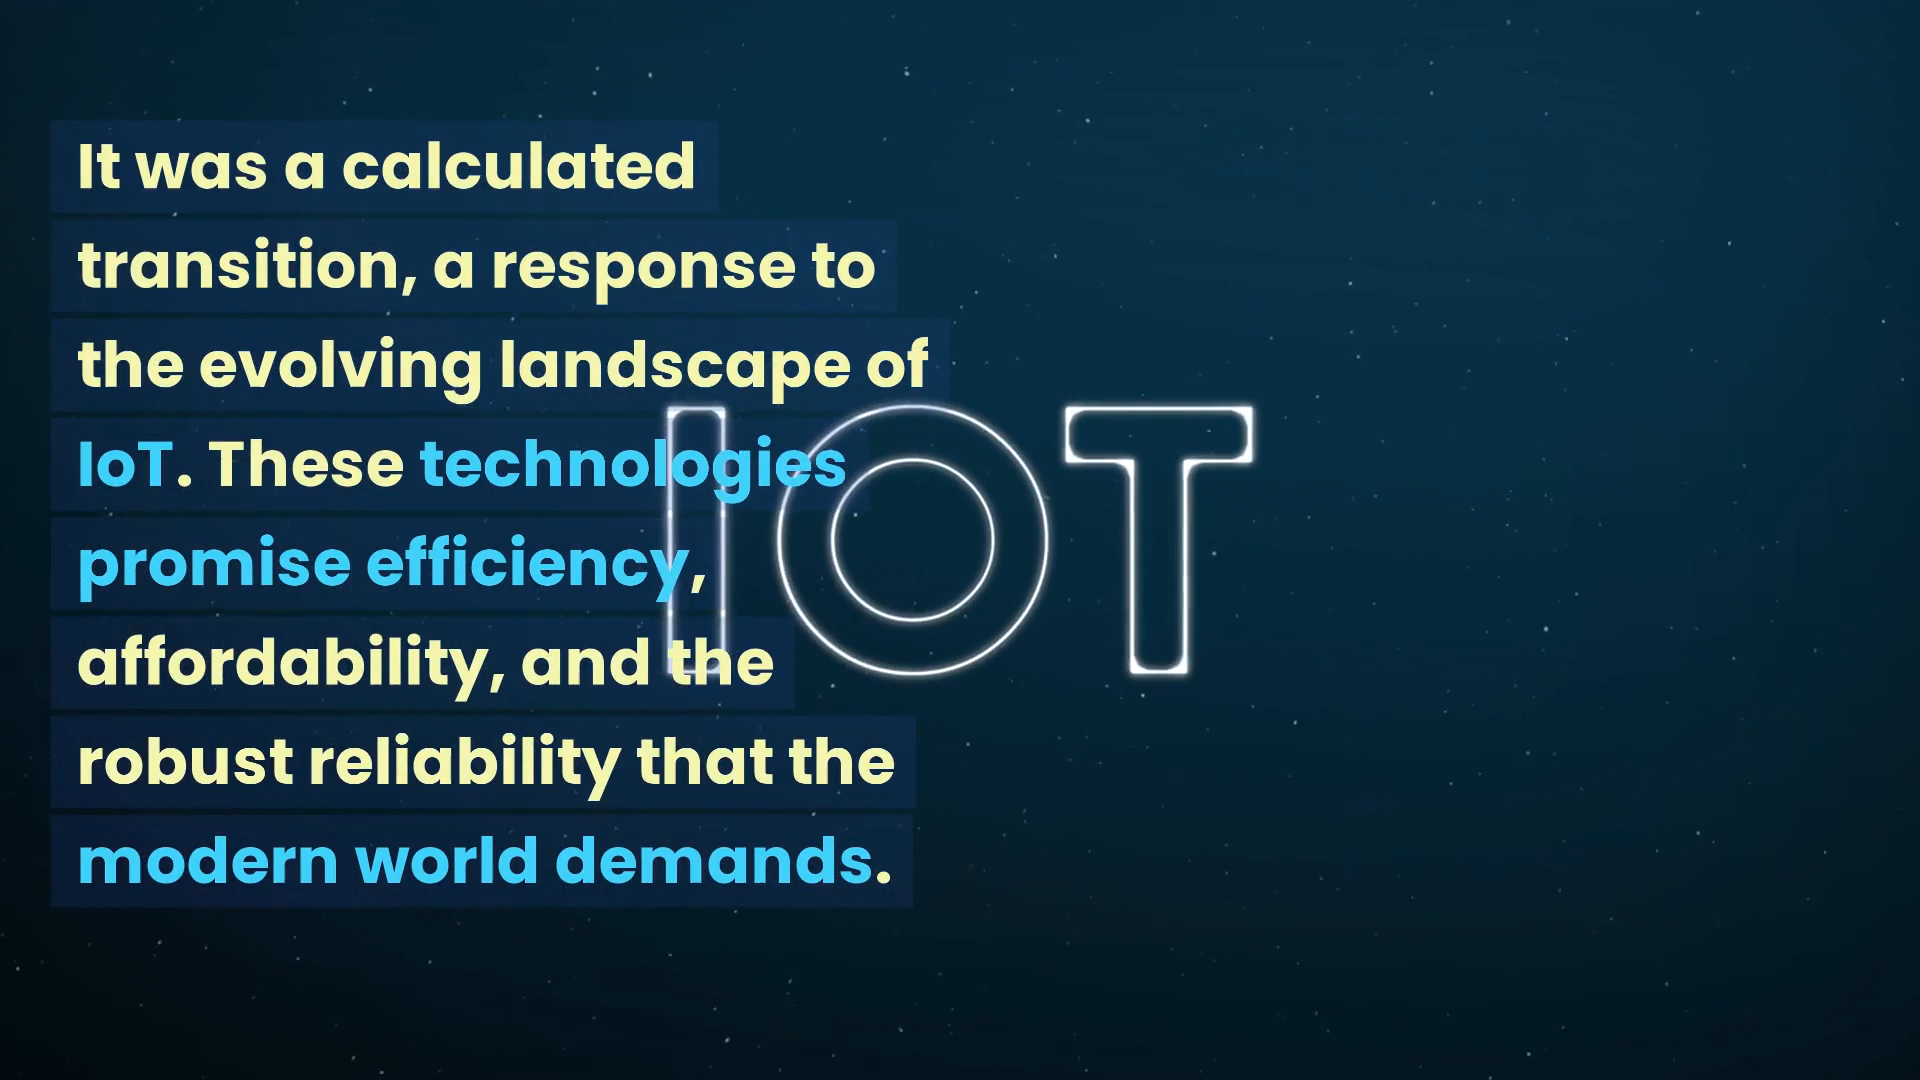 It was a calculated
transition, a response to
the evolving landscape of
IoT. These technologies
promise efficiency,
affordability, and the
robust reliability that the
modern world demands.
IOT